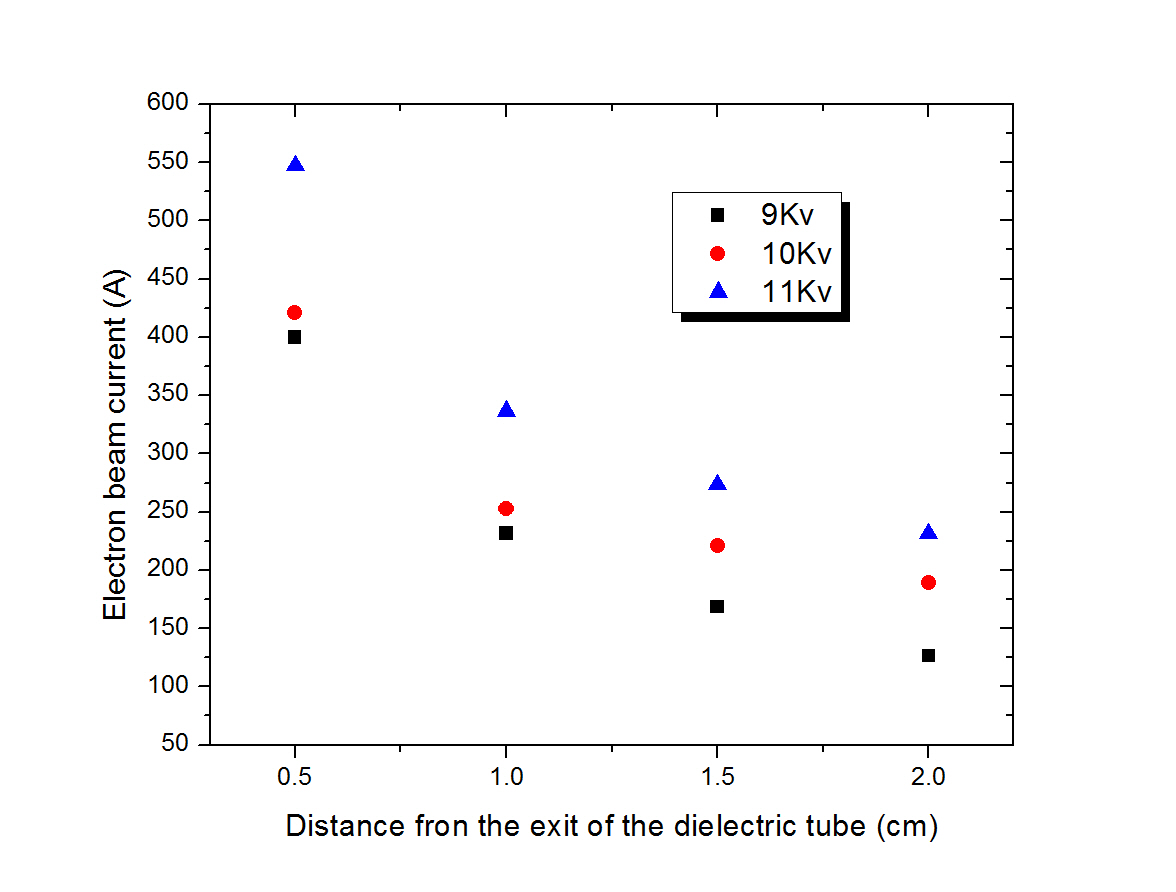 600
550
500
450
400
350
300
250
200
150
100
50
Electron beam current (A)
9Kv
10Kv
11Kv
0.5 1.0 1.5 2.0
Distance fron the exit of the dielectric tube (cm)